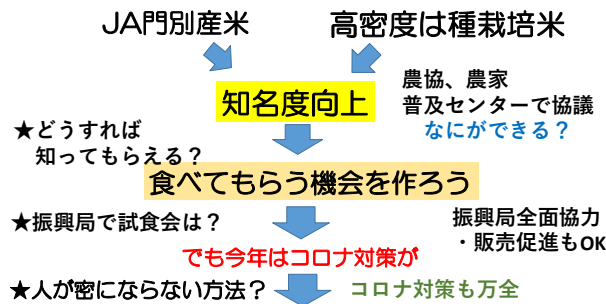 JA門別産米
高密度は種栽培米
知名度向上
農協、農家
普及センターで協議
なにができる？
★どうすれば
知ってもらえる？
食べてもらう機会を作ろう
★振興局で試食会は？
振興局全面協力
・販売促進もOK
でも今年はコロナ対策が
★人が密にならない方法？
コロナ対策も万全